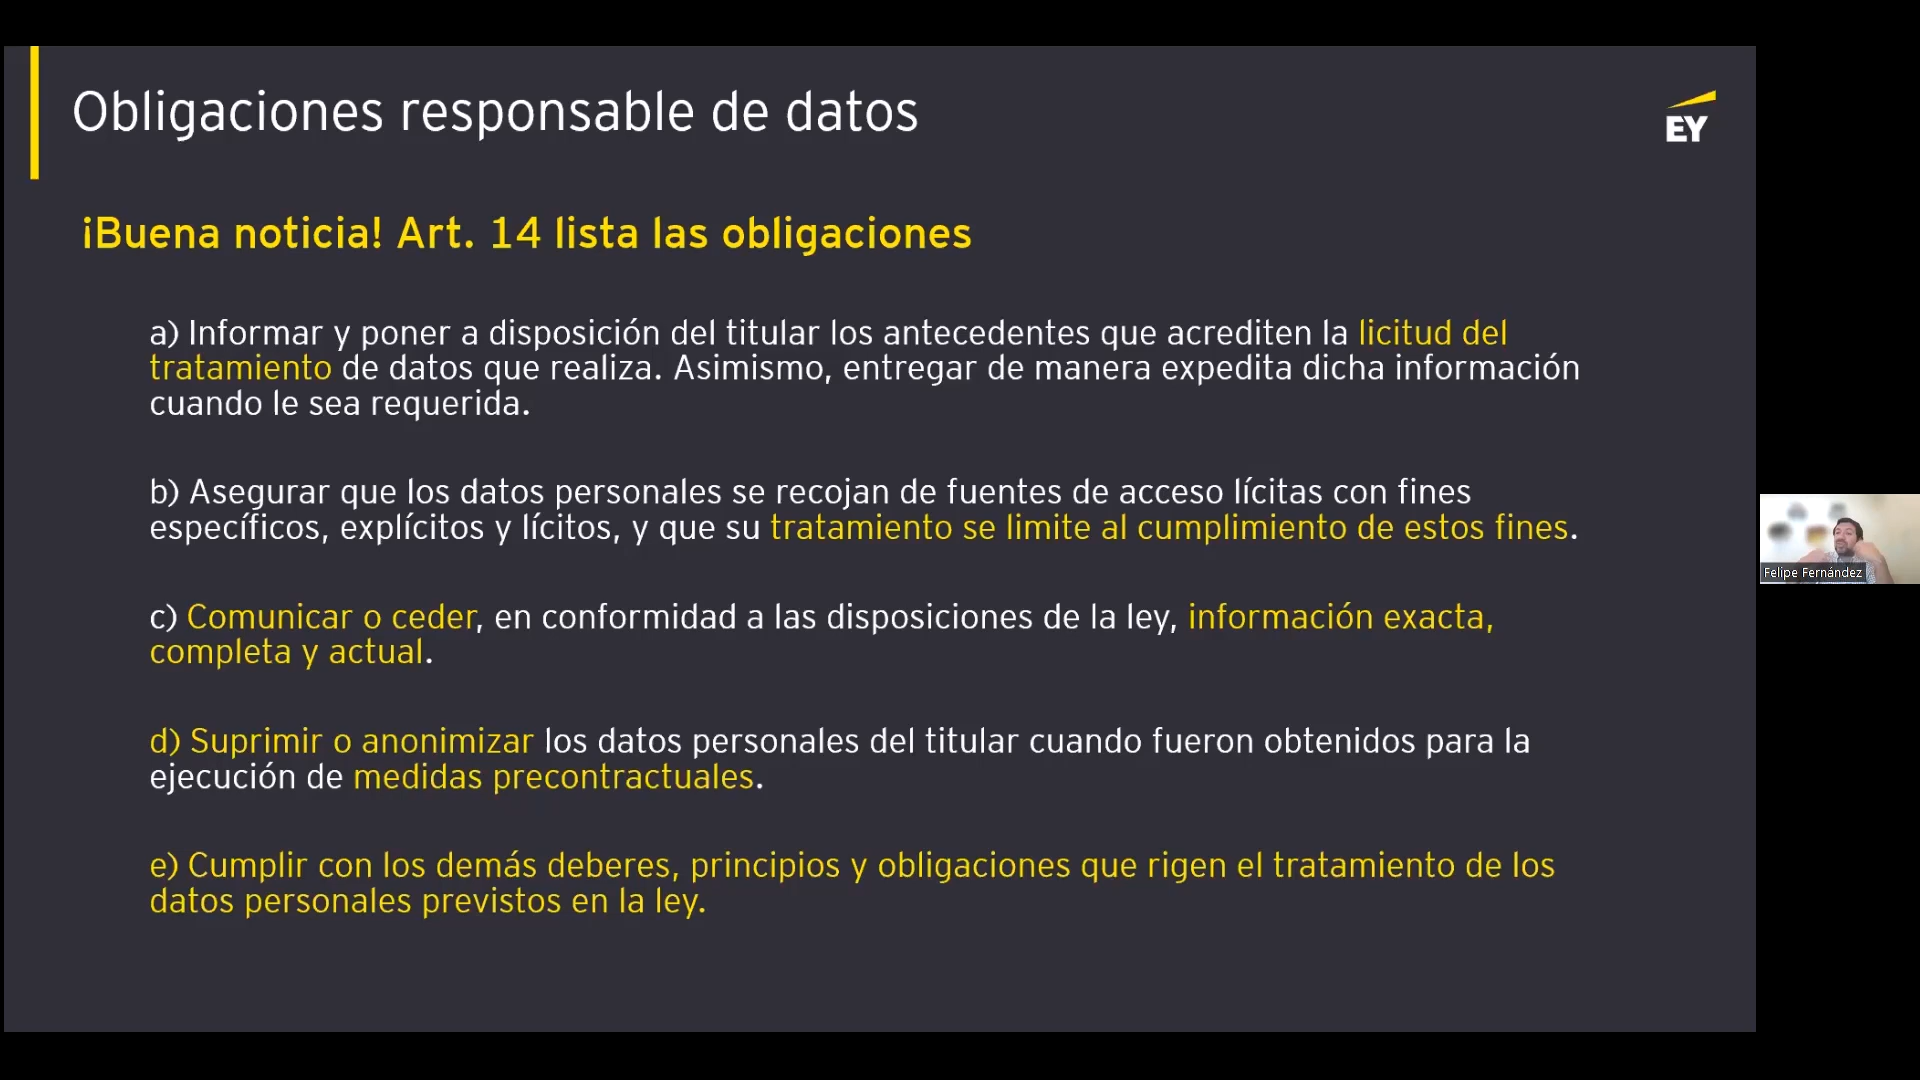 Obligaciones responsable de datos
EY
¡Buena noticia! Art. 14 lista las obligaciones
a) Informar y poner a disposición del titular los antecedentes que acrediten la licitud del
tratamiento de datos que realiza. Asimismo, entregar de manera expedita dicha información
cuando le sea requerida.
b) Asegurar que los datos personales se recojan de fuentes de acceso lícitas con fines
específicos, explícitos y lícitos, y que su tratamiento se limite al cumplimiento de estos fines.
c) Comunicar o ceder, en conformidad a las disposiciones de la ley, información exacta,
completa y actual.
d) Suprimir o anonimizar los datos personales del titular cuando fueron obtenidos para la
ejecución de medidas precontractuales.
e) Cumplir con los demás deberes, principios y obligaciones que rigen el tratamiento de los
datos personales previstos en la ley.
Felipe Fernández